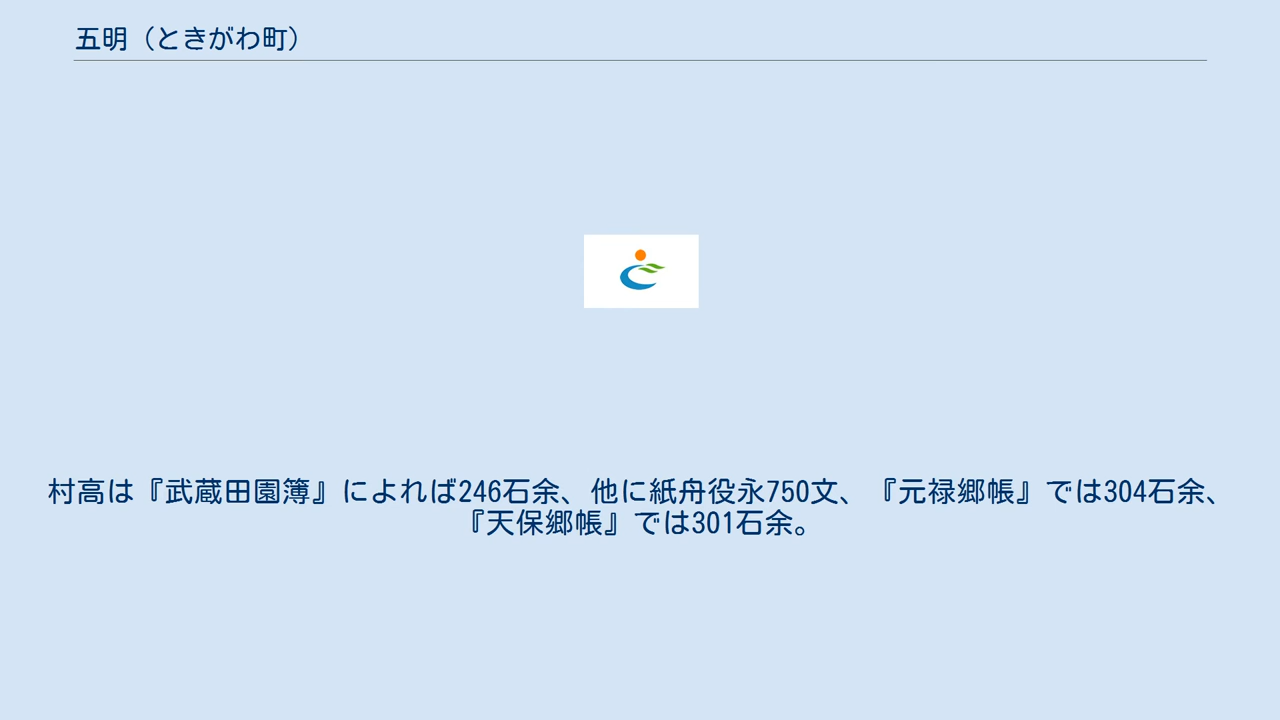 五明（ときがわ町）
村高は『武蔵田園簿』によれば246石余、他に紙舟役永750文、『元禄郷帳』では304石余、
『天保郷帳』では301石余。